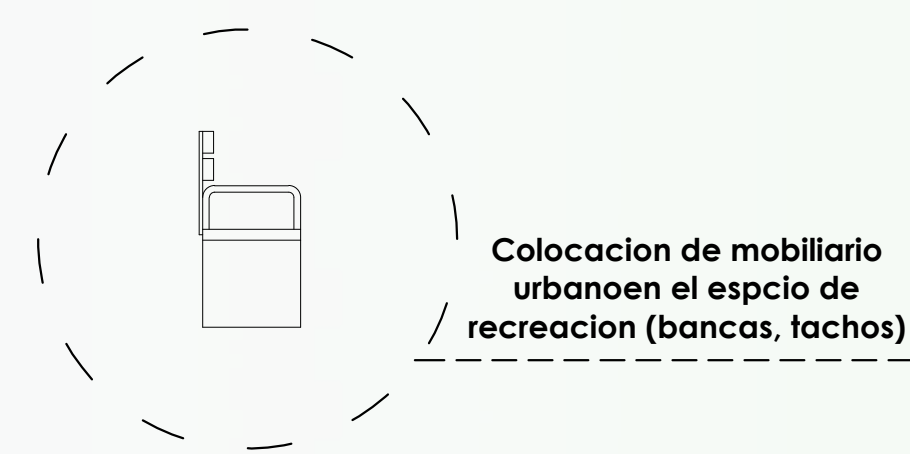 Colocacion de mobiliario
urbanoen el espcio de
recreacion (bancas, tachos)